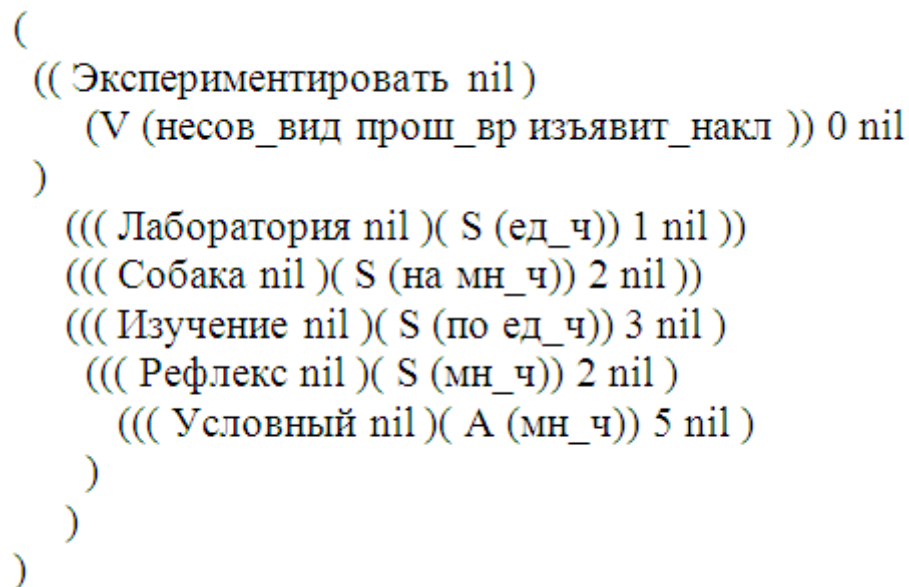 (
(( Экспериментировать nil )
(V (несов_вид прош_вр изъявит_накл )) 0 nil
)
((( Лаборатория nil )( S (ед_ч)) 1 nil ))
((( Собака nil )( S (на мн_ч)) 2 nil ))
((( Изучение nil )( S (по ед_ч)) 3 nil )
((( Рефлекс nil )( S (мн_ч)) 2 nil )
((( Условный nil )( A (мн_ч)) 5 nil )
)
)
)